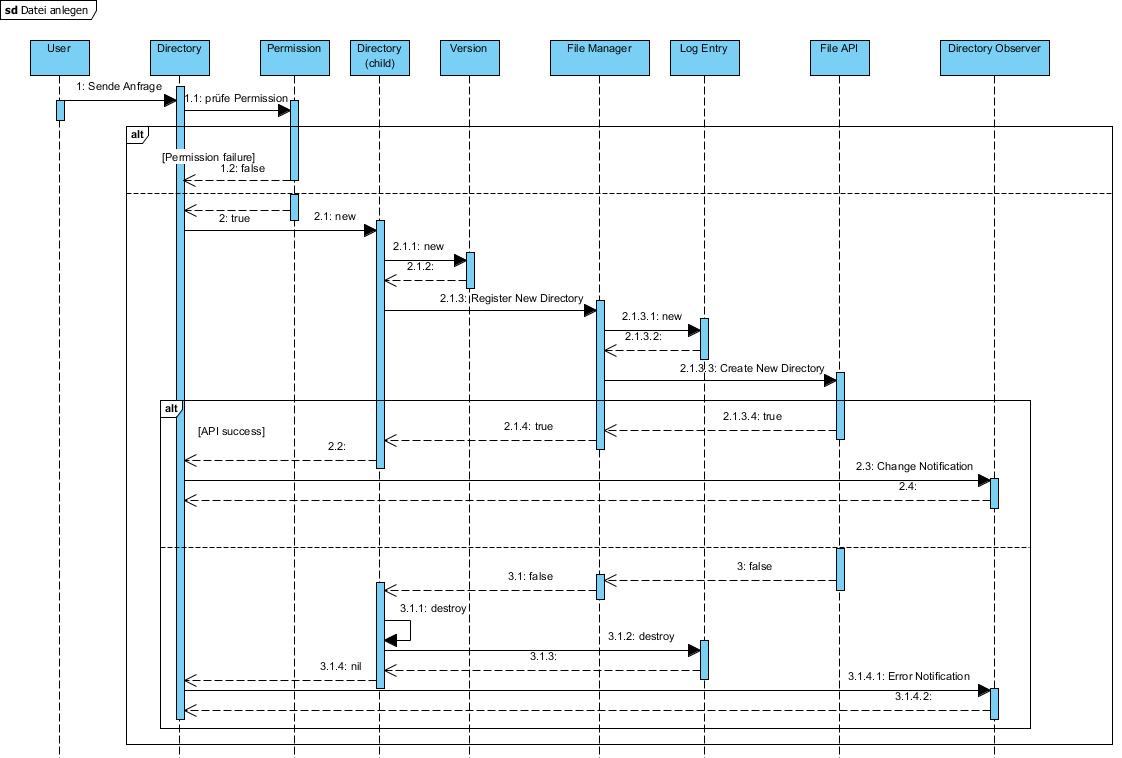 sd Datei anlegen
User
Directory
Permission
Directory
(child)
Version
File Manager
Log Entry
File API
Directory Observer
1: Sende Anfrage
1.1: prüfe Permission
alt
[Permission failure]
1.2: false
2: true
2.1: new
2.1.1: new
2.1.2:
2.1.3: Register New Directory
2.1.3.1: new
2.1.3.2:
2.1.3.3: Create New Directory
alt
2.1.3.4: true
2.1.4: true
[API success]
2.2:
2.3: Change Notification
2.4:
3: false
3.1: false
3.1.1: destroy
3.1.2: destroy
3.1.3:
3.1.4: nil
3.1.4.1: Error Notification
3.1.4.2: